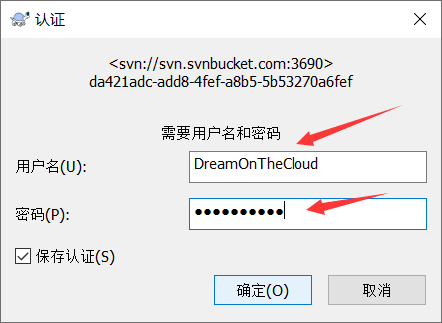 认证
<svn://svn.svnbucket.com:3690>
da421adc-add8-4fef-a8b5-5b53270a6fef
需要用户名和密码
用户名(U):
DreamOnTheCloud
密码(P):
●●●●●●●●●●
保存认证(S)
确定(O)
取消